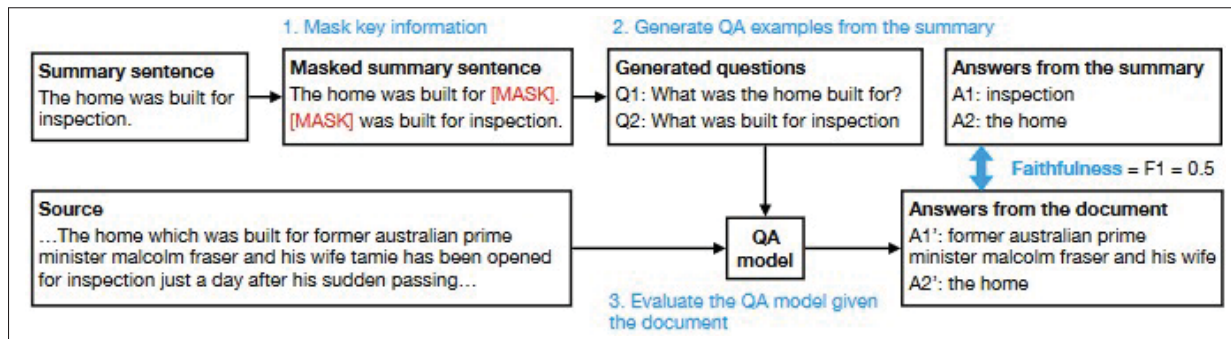 1. Mask key information
2. Generate QA examples from the summary
Summary sentence
The home was built for
inspection.
Masked summary sentence
The home was built for [MASK].
[MASK] was built for inspection.
Generated questions
Q1: What was the home built for?
Q2: What was built for inspection
Answers from the summary
A1: inspection
A2: the home
Faithfulness = F1 = 0.5
Source
…The home which was built for former australian prime
minister malcolm fraser and his wife tamie has been opened
for inspection just a day after his sudden passing…
QA
model
3. Evaluate the QA model given
the document
Answers from the document
A1': former australian prime
minister malcolm fraser and his wife
A2': the home